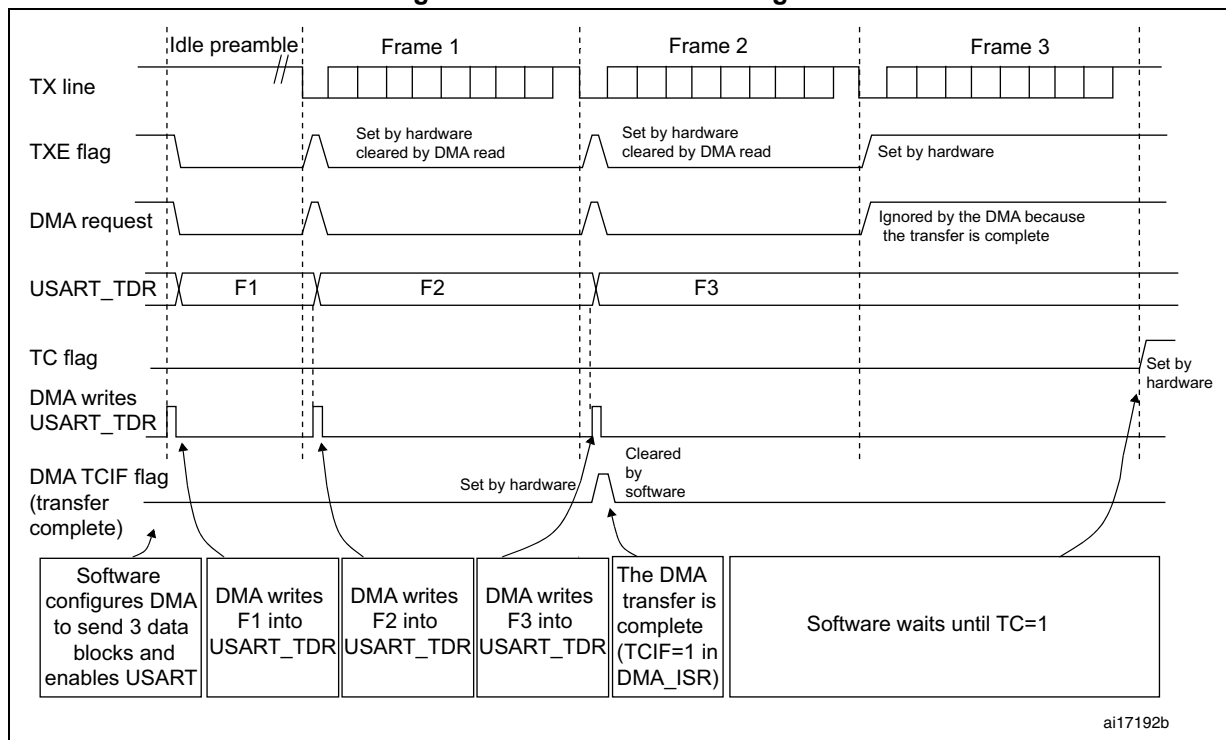 Idle preamble
Frame 1
Frame 2
Frame 3
TX line
TXE flag
Set by hardware
cleared by DMA read
Set by hardware
cleared by DMA read
Set by hardware
DMA request
Ignored by the DMA because
the transfer is complete
USART_TDR
F1
F2
F3
TC flag
Set by
hardware
DMA writes
USART_TDR
DMA TCIF flag
(transfer
complete)
Set by hardware
Cleared
by
software
Software
configures DMA
to send 3 data
blocks and
enables USART
DMA writes
F1 into
USART_TDR
DMA writes
F2 into
USART_TDR
DMA writes
F3 into
USART_TDR
The DMA
transfer is
complete
(TCIF=1 in
DMA_ISR)
Software waits until TC=1
ai17192b